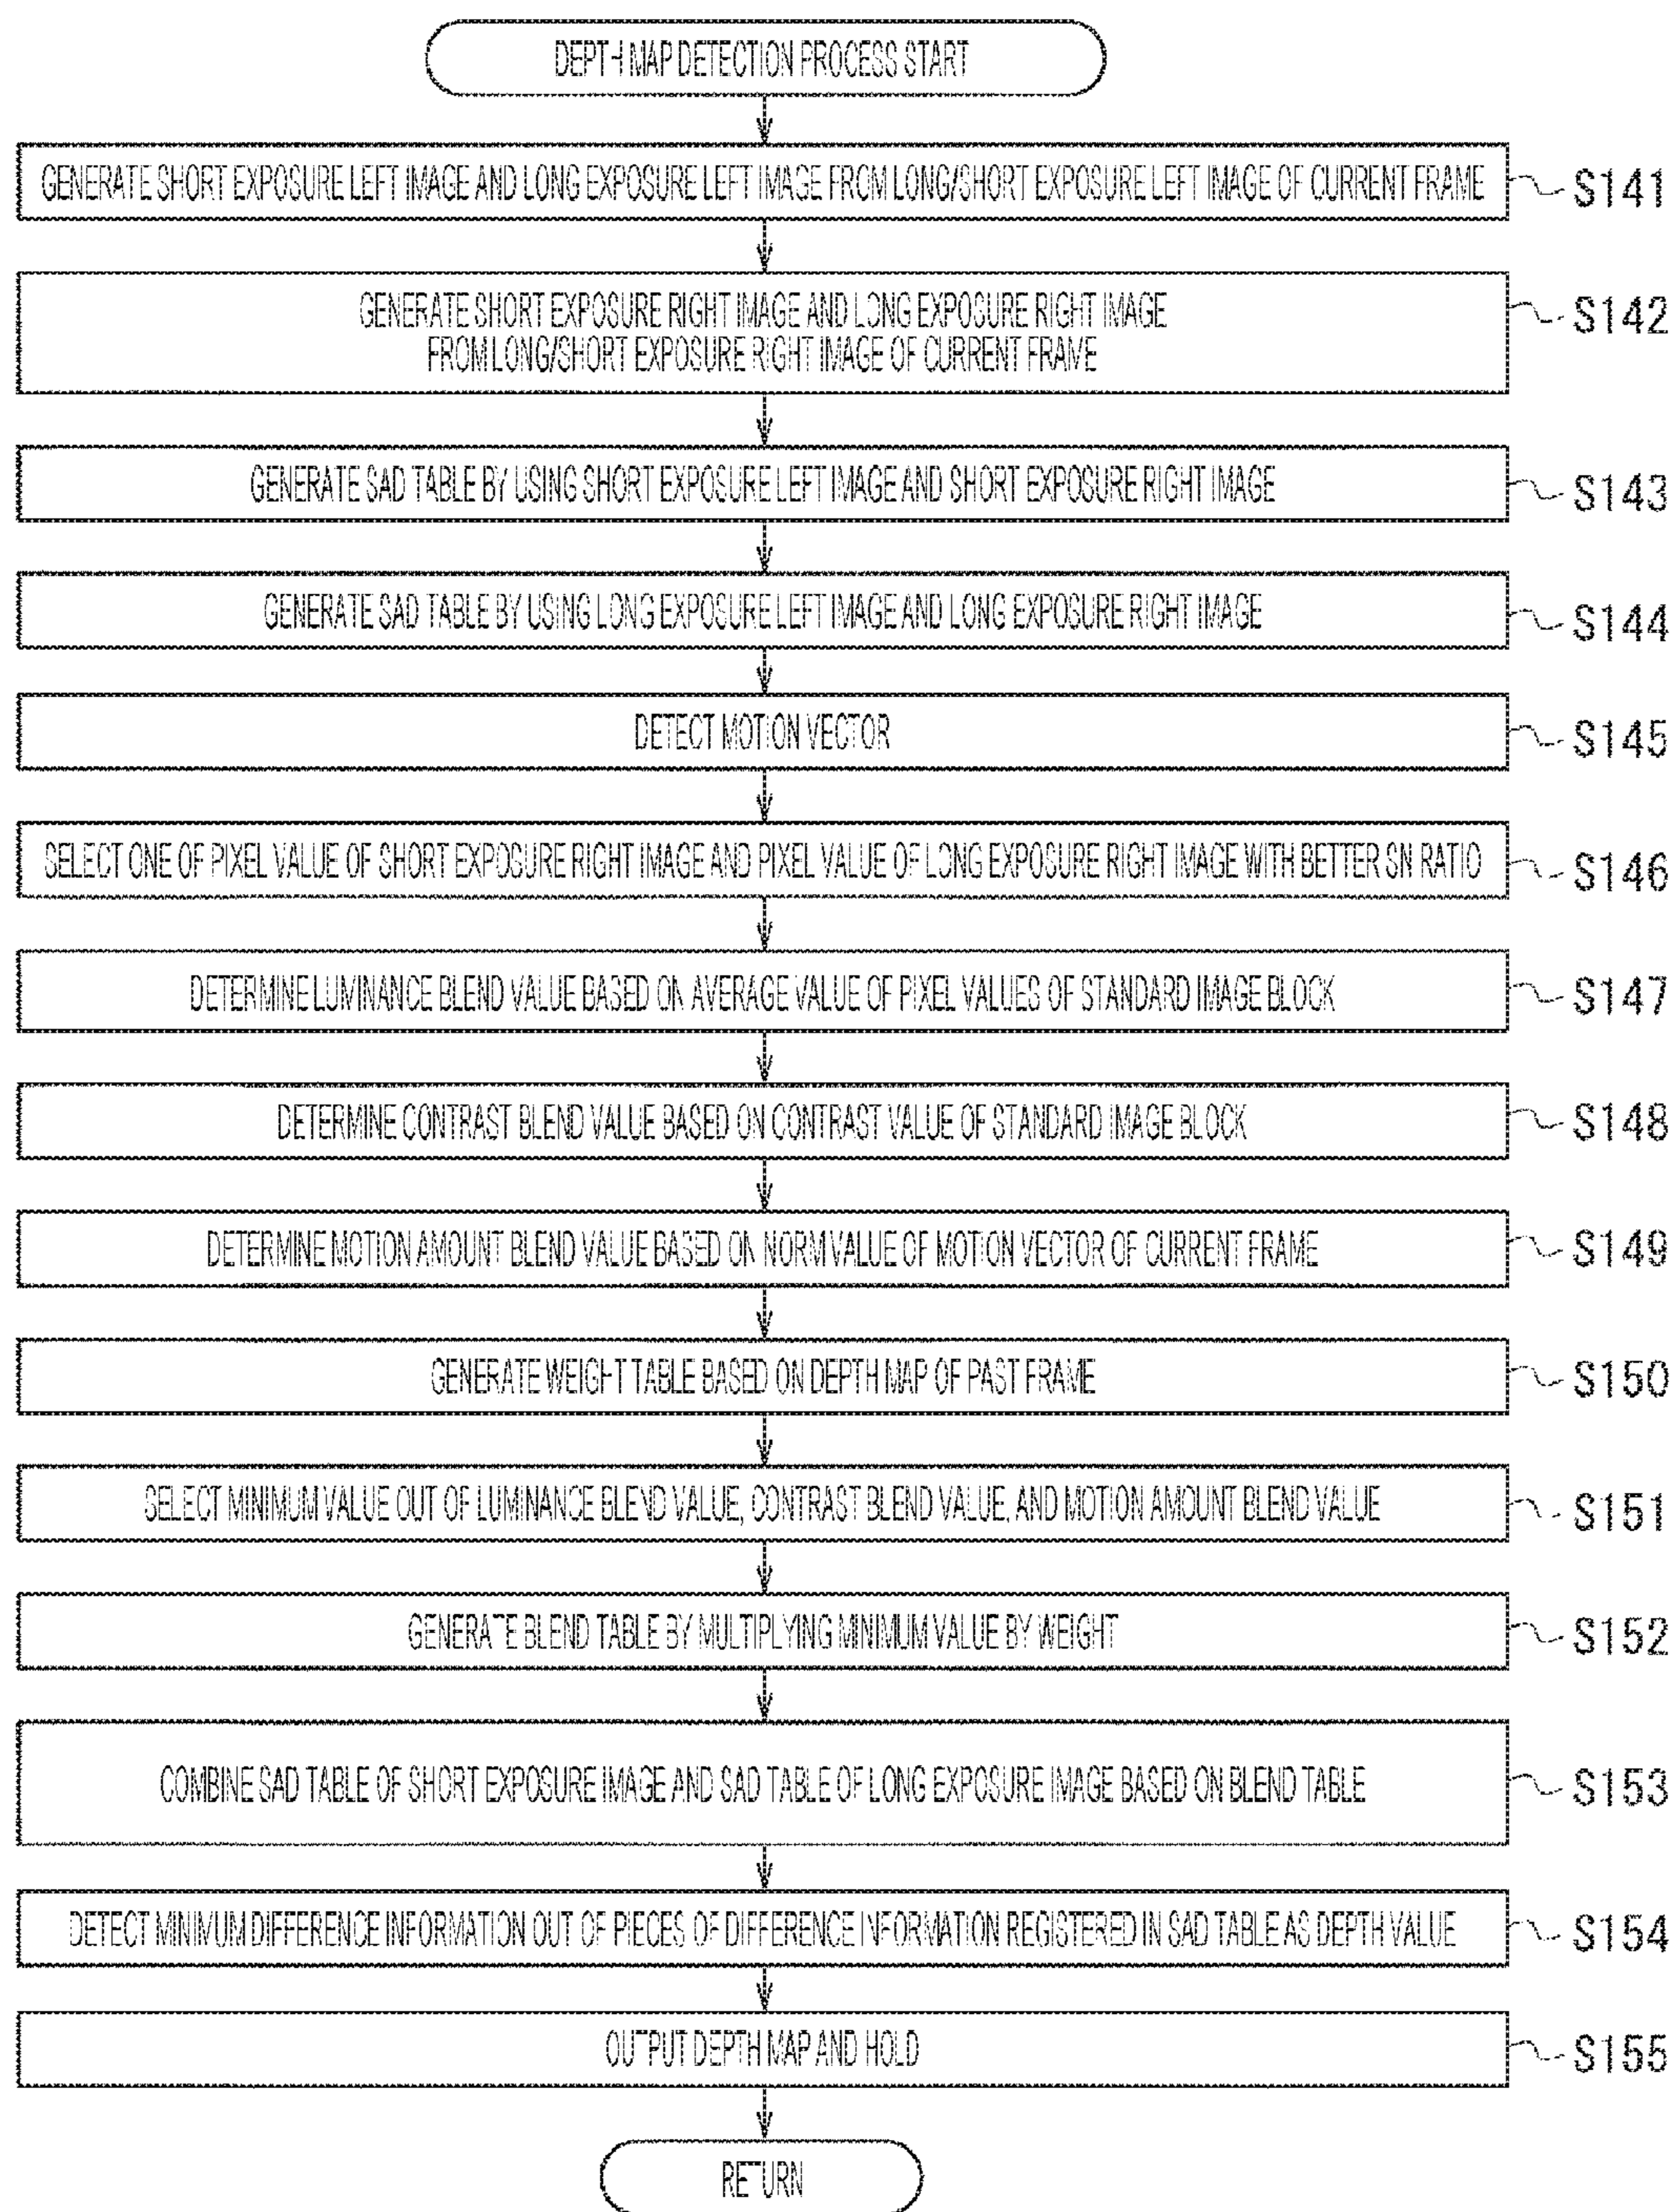 DEPTH MAP DETECTION PROCESS START
GENERATE SHORT EXPOSURE LEFT IMAGE AND LONG EXPOSURE LEFT IMAGE FROM LONG/SHORT EXPOSURE LEFT IMAGE OF CURRENT FRAME
S141
GENERATE SHORT EXPOSURE RIGHT IMAGE AND LONG EXPOSURE RIGHT IMAGE
FROM LONG/SHORT EXPOSURE RIGHT IMAGE OF CURRENT FRAME
S142
GENERATE SAD TABLE BY USING SHORT EXPOSURE LEFT IMAGE AND SHORT EXPOSURE RIGHT IMAGE
S143
GENERATE SAD TABLE BY USING LONG EXPOSURE LEFT IMAGE AND LONG EXPOSURE RIGHT IMAGE
S144
DETECT MOTION VECTOR
S145
SELECT ONE OF PIXEL VALUE OF SHORT EXPOSURE RIGHT IMAGE AND PIXEL VALUE OF LONG EXPOSURE RIGHT IMAGE WITH BETTER SN RATIO
S146
DETERMINE LUMINANCE BLEND VALUE BASED ON AVERAGE VALUE OF PIXEL VALUES OF STANDARD IMAGE BLOCK
S147
DETERMINE CONTRAST BLEND VALUE BASED ON CONTRAST VALUE OF STANDARD IMAGE BLOCK
S148
DETERMINE MOTION AMOUNT BLEND VALUE BASED ON NORM VALUE OF MOTION VECTOR OF CURRENT FRAME
S149
GENERATE WEIGHT TABLE BASED ON DEPTH MAP OF PAST FRAME
S150
SELECT MINIMUM VALUE OUT OF LUMINANCE BLEND VALUE, CONTRAST BLEND VALUE, AND MOTION AMOUNT BLEND VALUE
S151
GENERATE BLEND TABLE BY MULTIPLYING MINIMUM VALUE BY WEIGHT
S152
COMBINE SAD TABLE OF SHORT EXPOSURE IMAGE AND SAD TABLE OF LONG EXPOSURE IMAGE BASED ON BLEND TABLE
S153
DETECT MINIMUM DIFFERENCE INFORMATION OUT OF PIECES OF DIFFERENCE INFORMATION REGISTERED IN SAD TABLE AS DEPTH VALUE
S154
OUTPUT DEPTH MAP AND HOLD
S155
RETURN